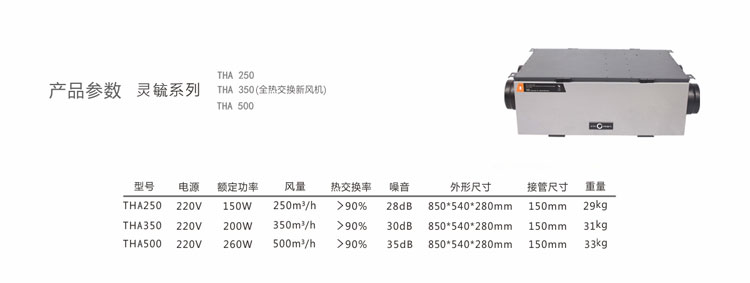 THA 250
产品参数 灵毓系列 THA 350(全热交换新风机)
THA 500
型号 电源 额定功率 风量 热交换率 噪音 外形尺寸 接管尺寸 重量
THA250 220V 150W 250m³/h >90% 28dB 850*540*280mm 150mm 29kg
THA350 220V 200W 350m³/h >90% 30dB 850*540*280mm 150mm 31kg
THA500 220V 260W 500m³/h >90% 35dB 850*540*280mm 150mm 33kg